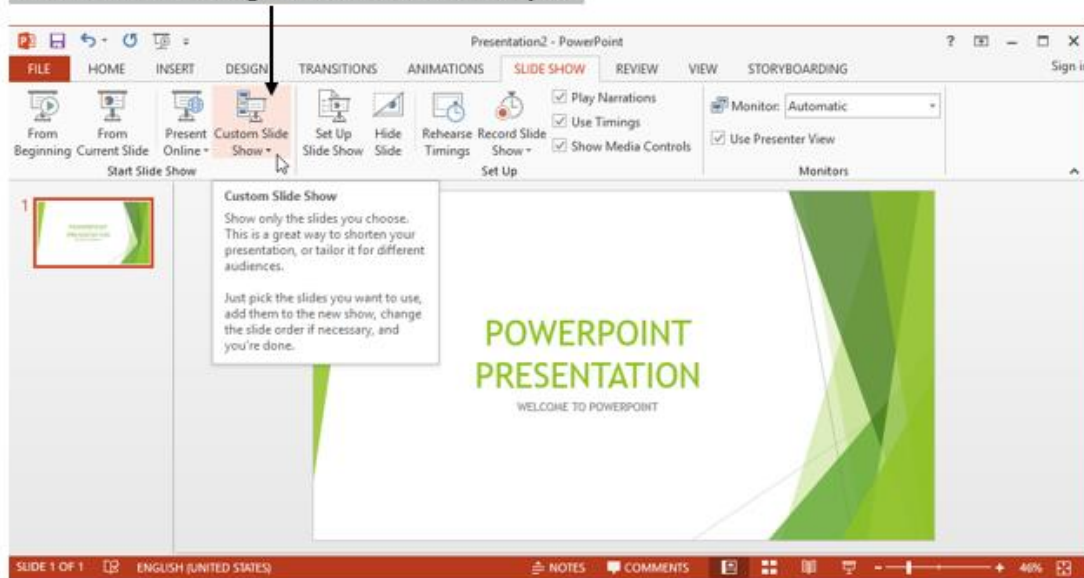 Presentation2 - PowerPoint
FILE HOME INSERT DESIGN TRANSITIONS ANIMATIONS SLIDE SHOW REVIEW VIEW STORYBOARDING Sign i
From Beginning
From Current Slide
Present Online
Custom Slide Show
Set Up Slide Show
Hide Slide
Rehearse Timings
Record Slide Show
Play Narrations
Use Timings
Show Media Controls
Monitor: Automatic
Use Presenter View
Start Slide Show
Set Up
Monitors
1
Custom Slide Show
Show only the slides you choose.
This is a great way to shorten your
presentation, or tailor it for different
audiences.
Just pick the slides you want to use,
add them to the new show, change
the slide order if necessary, and
you're done.
POWERPOINT
PRESENTATION
WELCOME TO POWERPOINT
SLIDE 1 OF 1 ENGLISH (UNITED STATES) NOTES COMMENTS 46%